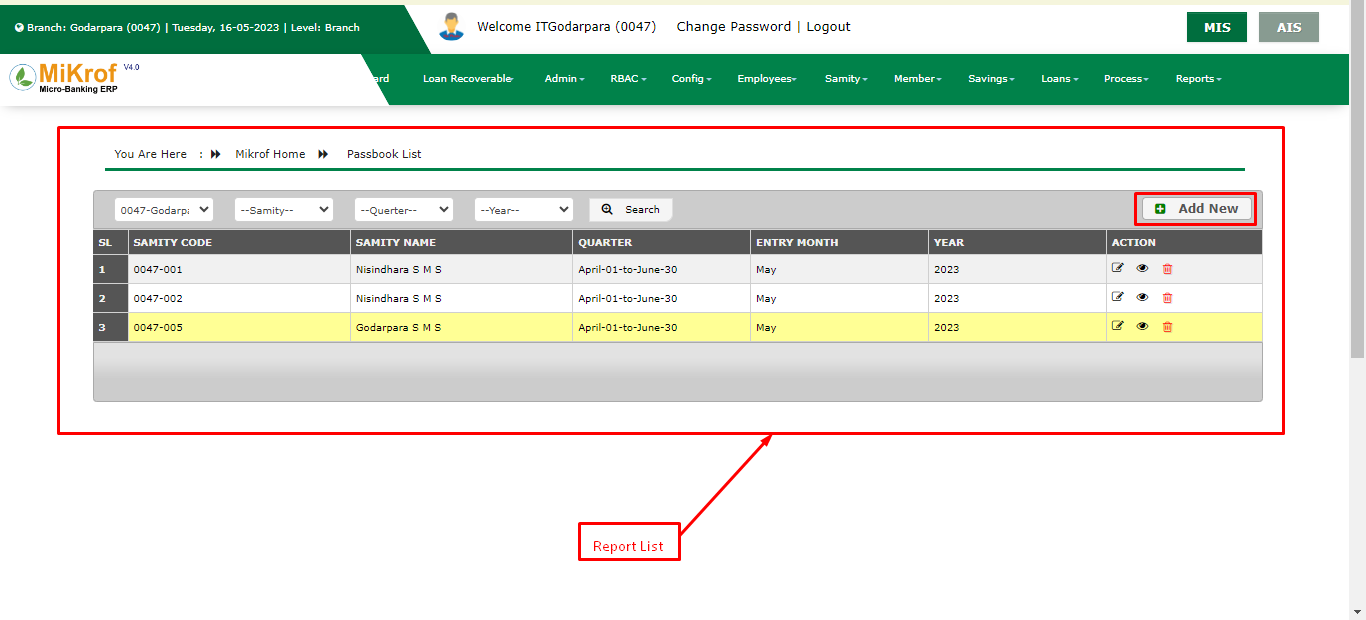 Branch: Godarpara (0047) | Tuesday, 16-05-2023 | Level: Branch
Welcome ITGodarpara (0047) Change Password | Logout
MIS AIS
MiKrof V4.0
Micro-Banking ERP
ard Loan Recoverable Admin RBAC Config Employees Samity Member Savings Loans Process Reports
You Are Here : Mikrof Home Passbook List
0047-Godarpa --Samity-- --Querter-- --Year-- Search Add New
SL SAMITY CODE SAMITY NAME QUARTER ENTRY MONTH YEAR ACTION
1 0047-001 Nisindhara S M S April-01-to-June-30 May 2023
2 0047-002 Nisindhara S M S April-01-to-June-30 May 2023
3 0047-005 Godarpara S M S April-01-to-June-30 May 2023
Report List